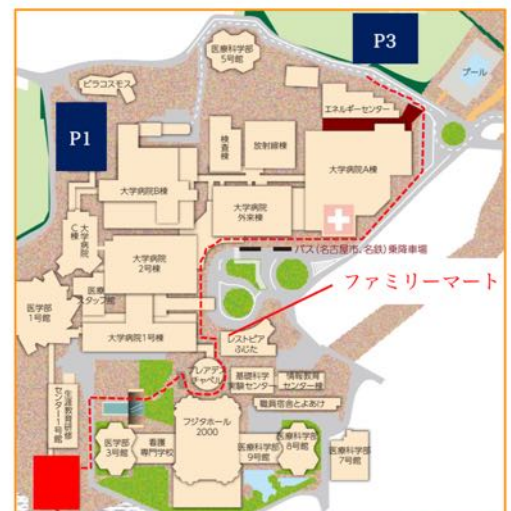 P3
医療科学部
5号館
プール
ピラコスモス
エネルギーセンター
P1
検査棟
放射線棟
大学病院A棟
大学病院B棟
大学病院
外来棟
大学病院
C棟
バス(名古屋市、名鉄)乗降車場
大学病院
2号棟
ファミリーマート
医療
スタッフ館
医学部
1号館
大学病院1号棟
レストピア
ふじた
プレアデス
チャペル
基礎科学
実験センター
情報教育
センター棟
職員宿舎とよあけ
生涯教育研修
センター1号館
フジタホール
2000
医学部
3号館
看護
専門学校
医療科学部
9号館
医療科学部
8号館
医療科学部
7号館